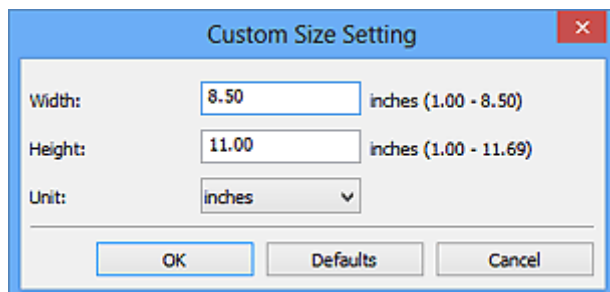 Custom Size Setting
Width: 8.50 inches (1.00 - 8.50)
Height: 11.00 inches (1.00 - 11.69)
Unit: inches
OK Defaults Cancel